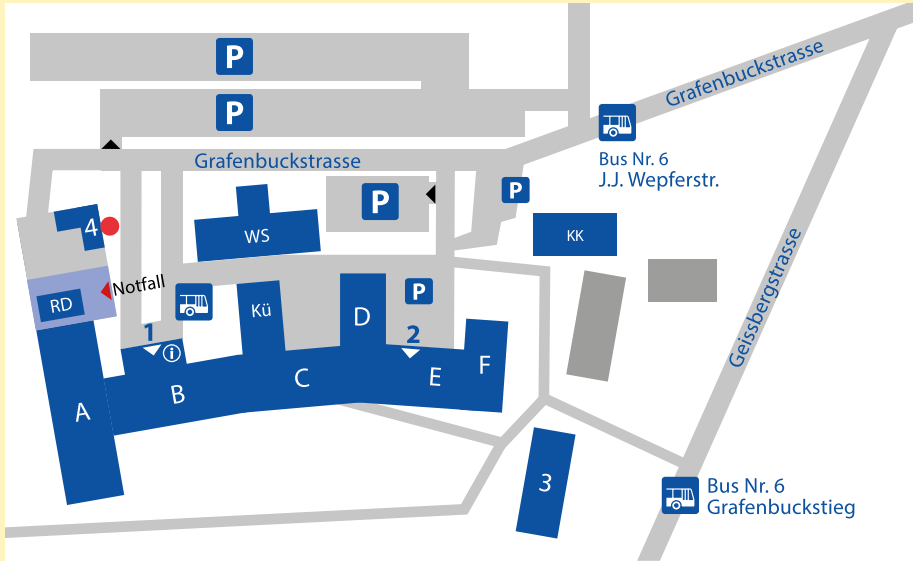 P
P
Grafenbuckstrasse
Grafenbuckstrasse
Bus Nr. 6
J.J. Wepferstr.
P
P
4
WS
KK
Notfall
RD
Kü
D
P
1
i
2
F
A
B
C
E
Geissbergstrasse
3
Bus Nr. 6
Grafenbuckstieg